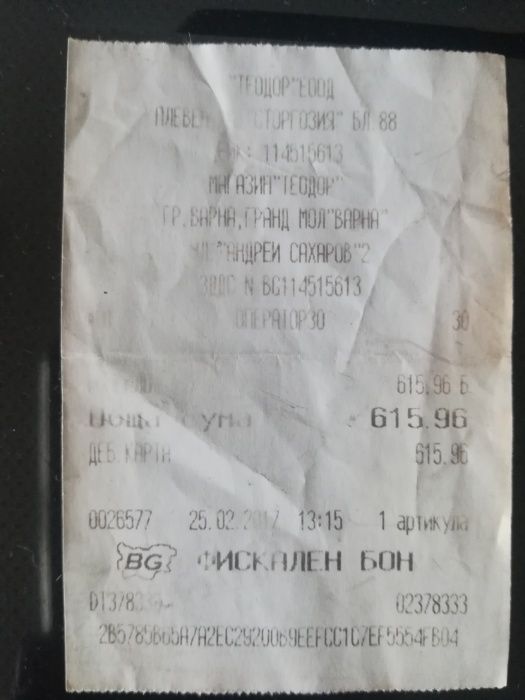 "ТЕОДОР"ЕООД
ПЛЕВЕН "СТОРГОЗИЯ" БЛ.88
ЕИК: 114515613
МАГАЗИН"ТЕОДОР"
ГР.ВАРНА,ГРАНД МОЛ"ВАРНА"
"АНДРЕЙ САХАРОВ"2
ЗДДС N BG114515613
ОПЕРАТОР30 30
615.96 Б
Обща сума 615.96
ДЕБ.КАРТА 615.96
0026577 25.02.2017 13:15 1 артикула
BG ФИСКАЛЕН БОН
02378333